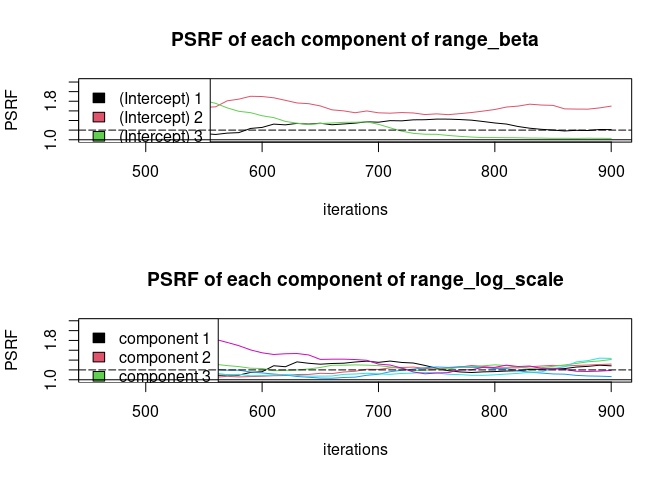 PSRF of each component of range_beta
PSRF
1.8
1.0
(Intercept) 1
(Intercept) 2
(Intercept) 3
500 600 700 800 900
iterations
PSRF of each component of range_log_scale
PSRF
1.8
1.0
component 1
component 2
component 3
500 600 700 800 900
iterations